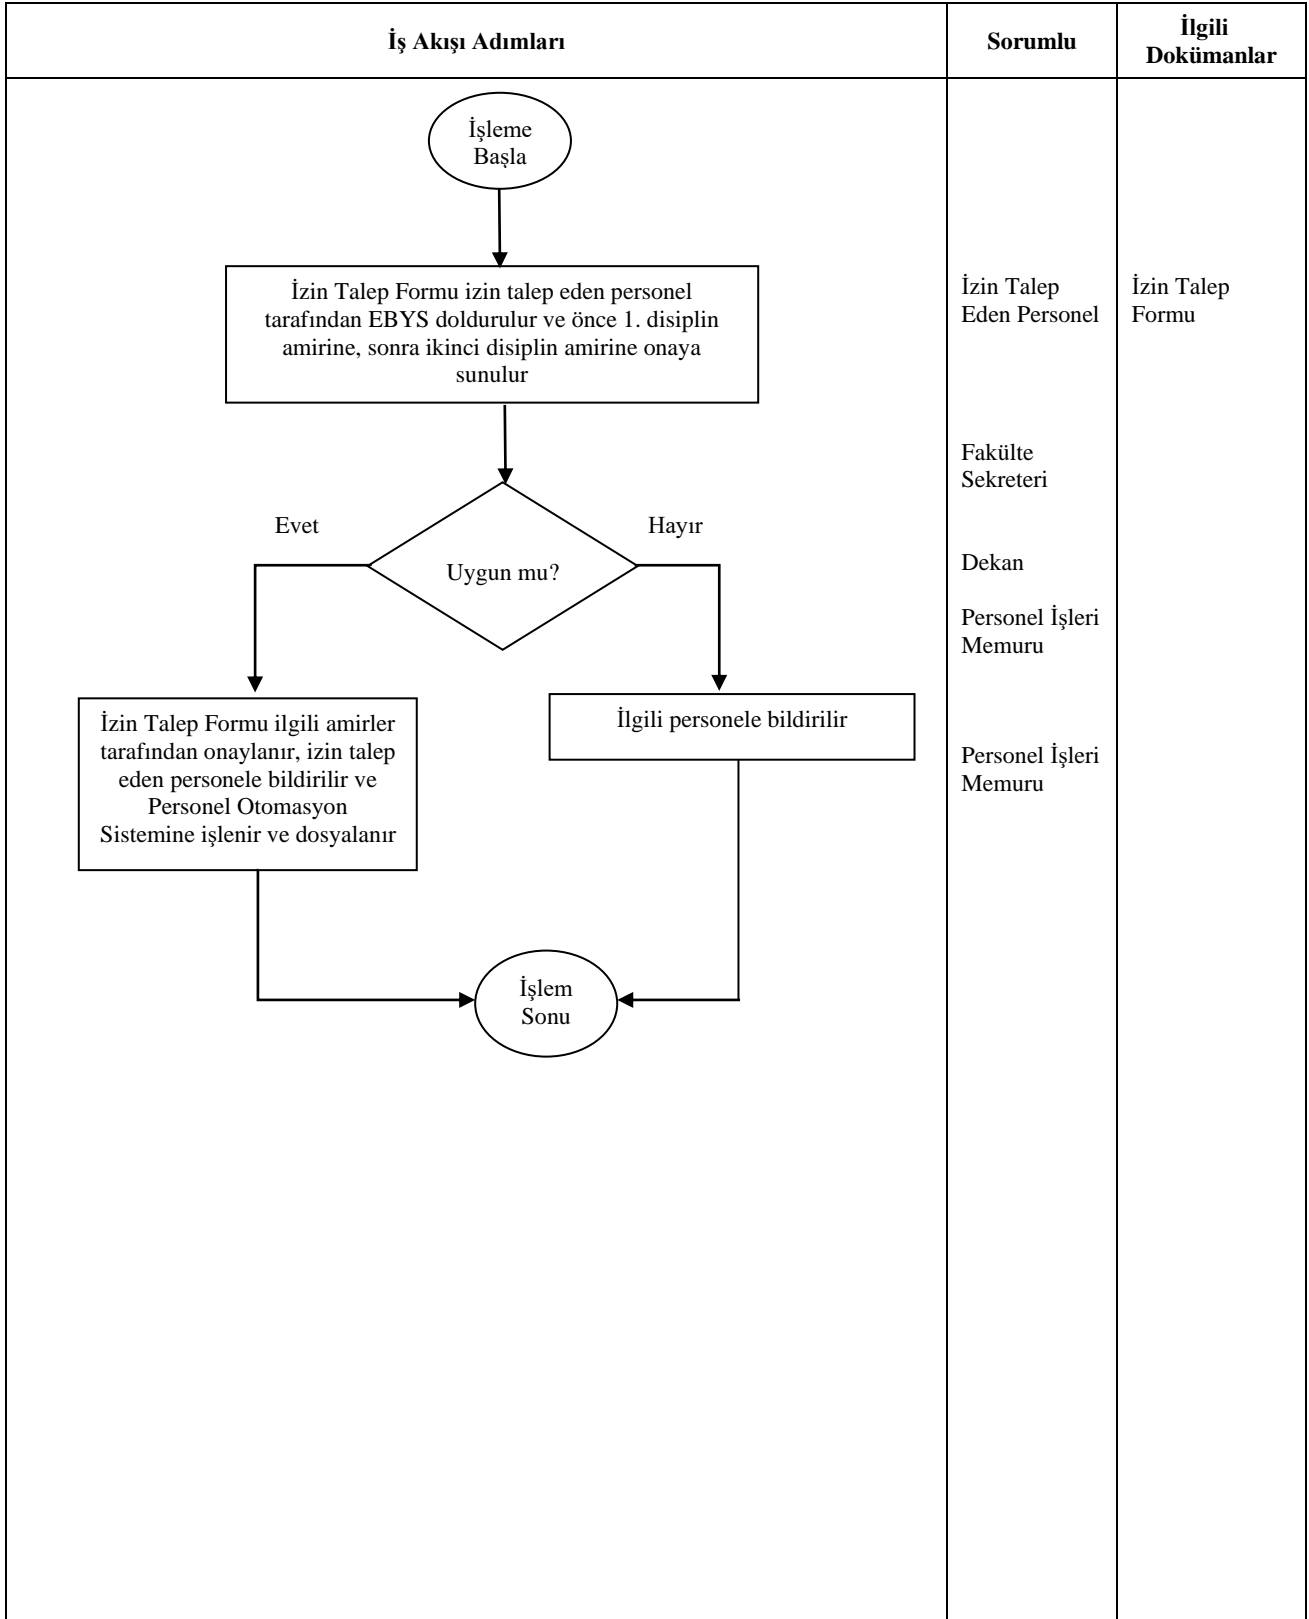 İş Akışı Adımları
Sorumlu
İlgili
Dokümanlar
İşleme
Başla
İzin Talep Formu izin talep eden personel
tarafından EBYS doldurulur ve önce 1. disiplin
amirine, sonra ikinci disiplin amirine onaya
sunulur
İzin Talep
Eden Personel
İzin Talep
Formu
Fakülte
Sekreteri
Evet
Hayır
Uygun mu?
Dekan
Personel İşleri
Memuru
İzin Talep Formu ilgili amirler
tarafından onaylanır, izin talep
eden personele bildirilir ve
Personel Otomasyon
Sistemine işlenir ve dosyalanır
İlgili personele bildirilir
Personel İşleri
Memuru
İşlem
Sonu